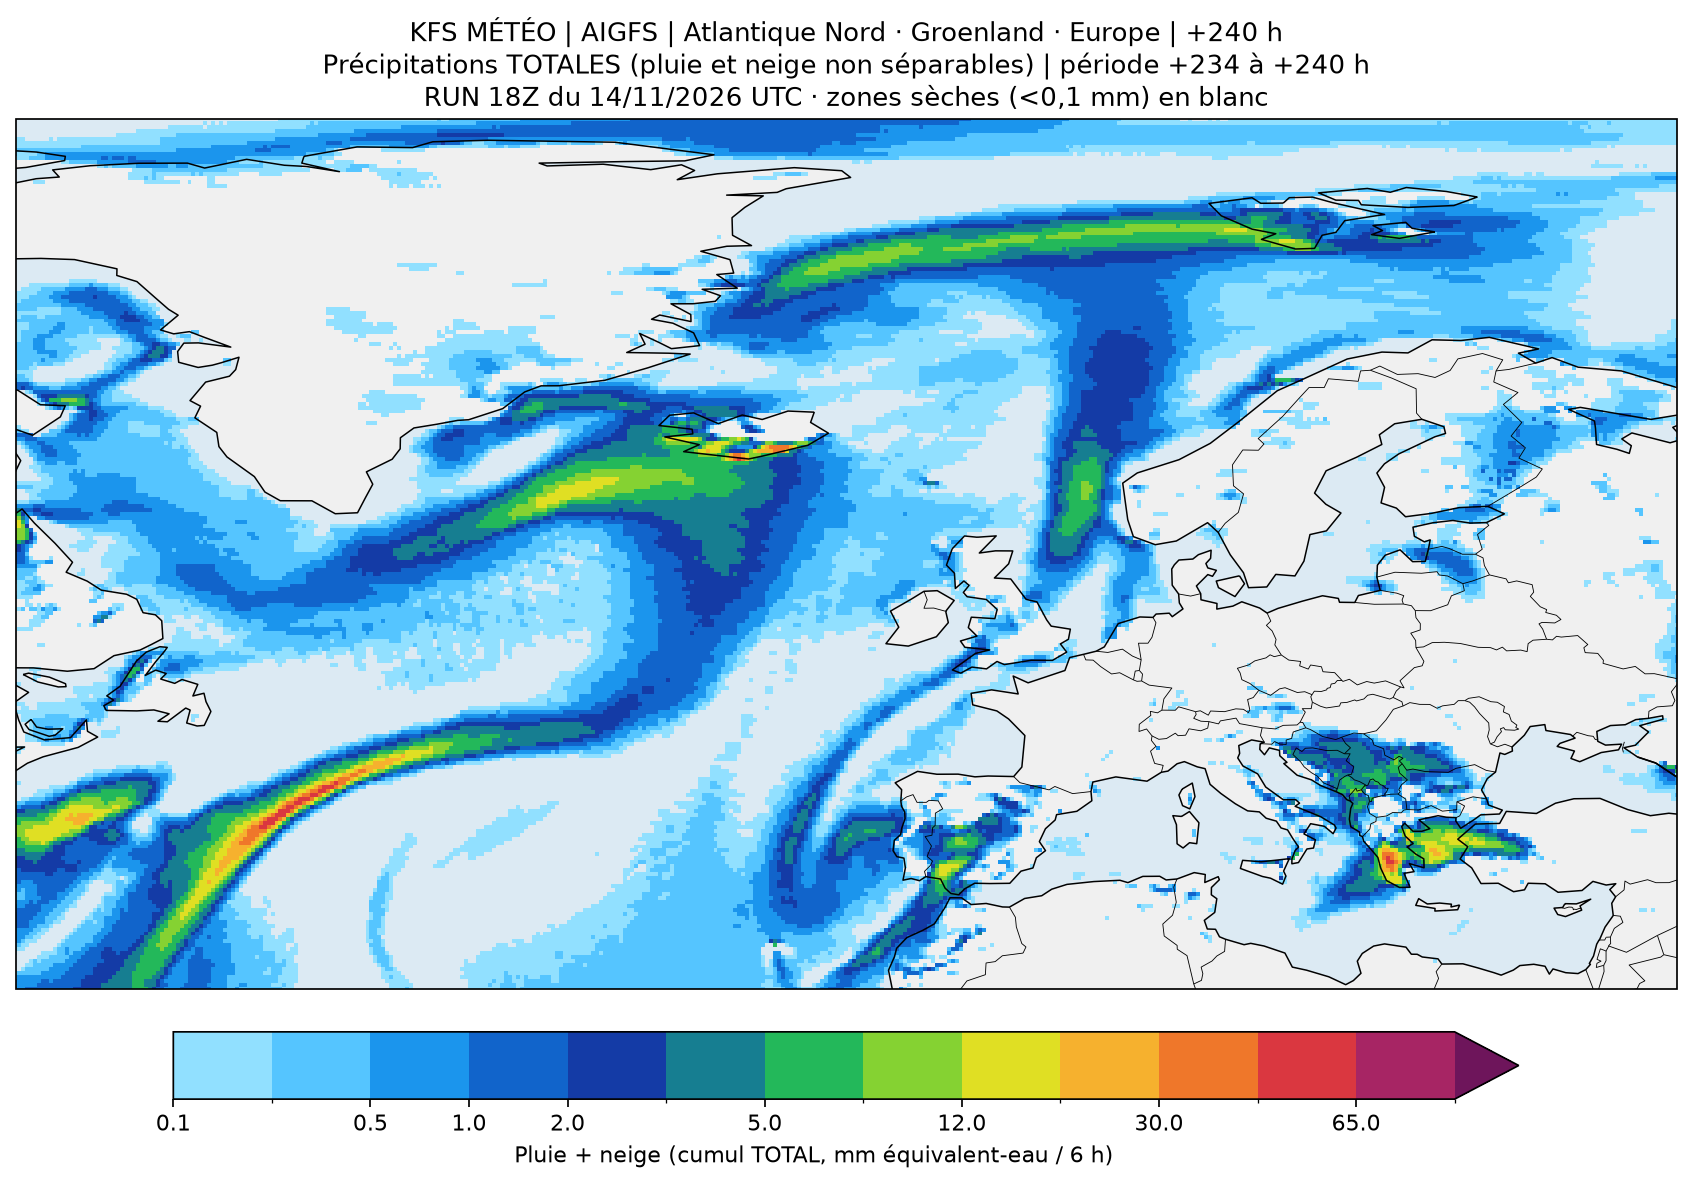 KFS MÉTÉO | AIGFS | Atlantique Nord · Groenland · Europe | +240 h
Précipitations TOTALES (pluie et neige non séparables) | période +234 à +240 h
RUN 18Z du 14/11/2026 UTC · zones sèches (<0,1 mm) en blanc
0.1 0.5 1.0 2.0 5.0 12.0 30.0 65.0
Pluie + neige (cumul TOTAL, mm équivalent-eau / 6 h)